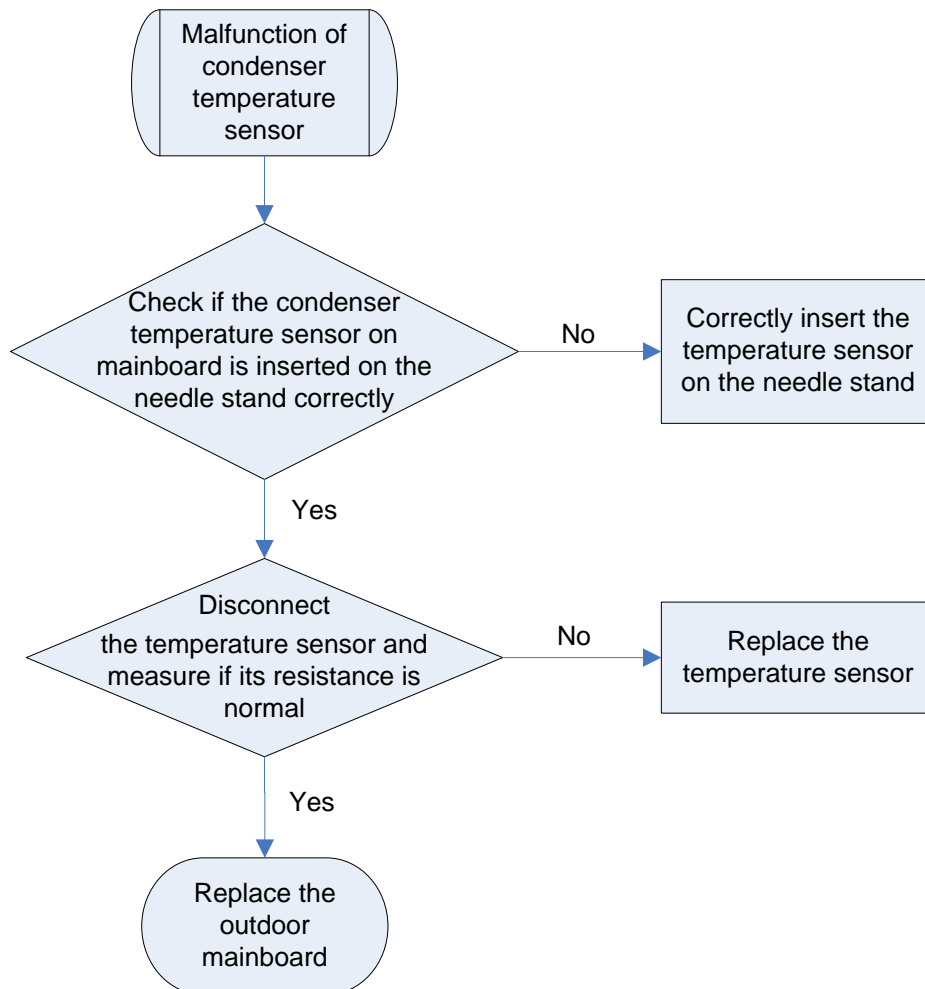 Malfunction of
condenser
temperature
sensor
Check if the condenser
temperature sensor on
mainboard is inserted on the
needle stand correctly
No
Correctly insert the
temperature sensor
on the needle stand
Yes
Disconnect
the temperature sensor and
measure if its resistance is
normal
No
Replace the
temperature sensor
Yes
Replace the
outdoor
mainboard